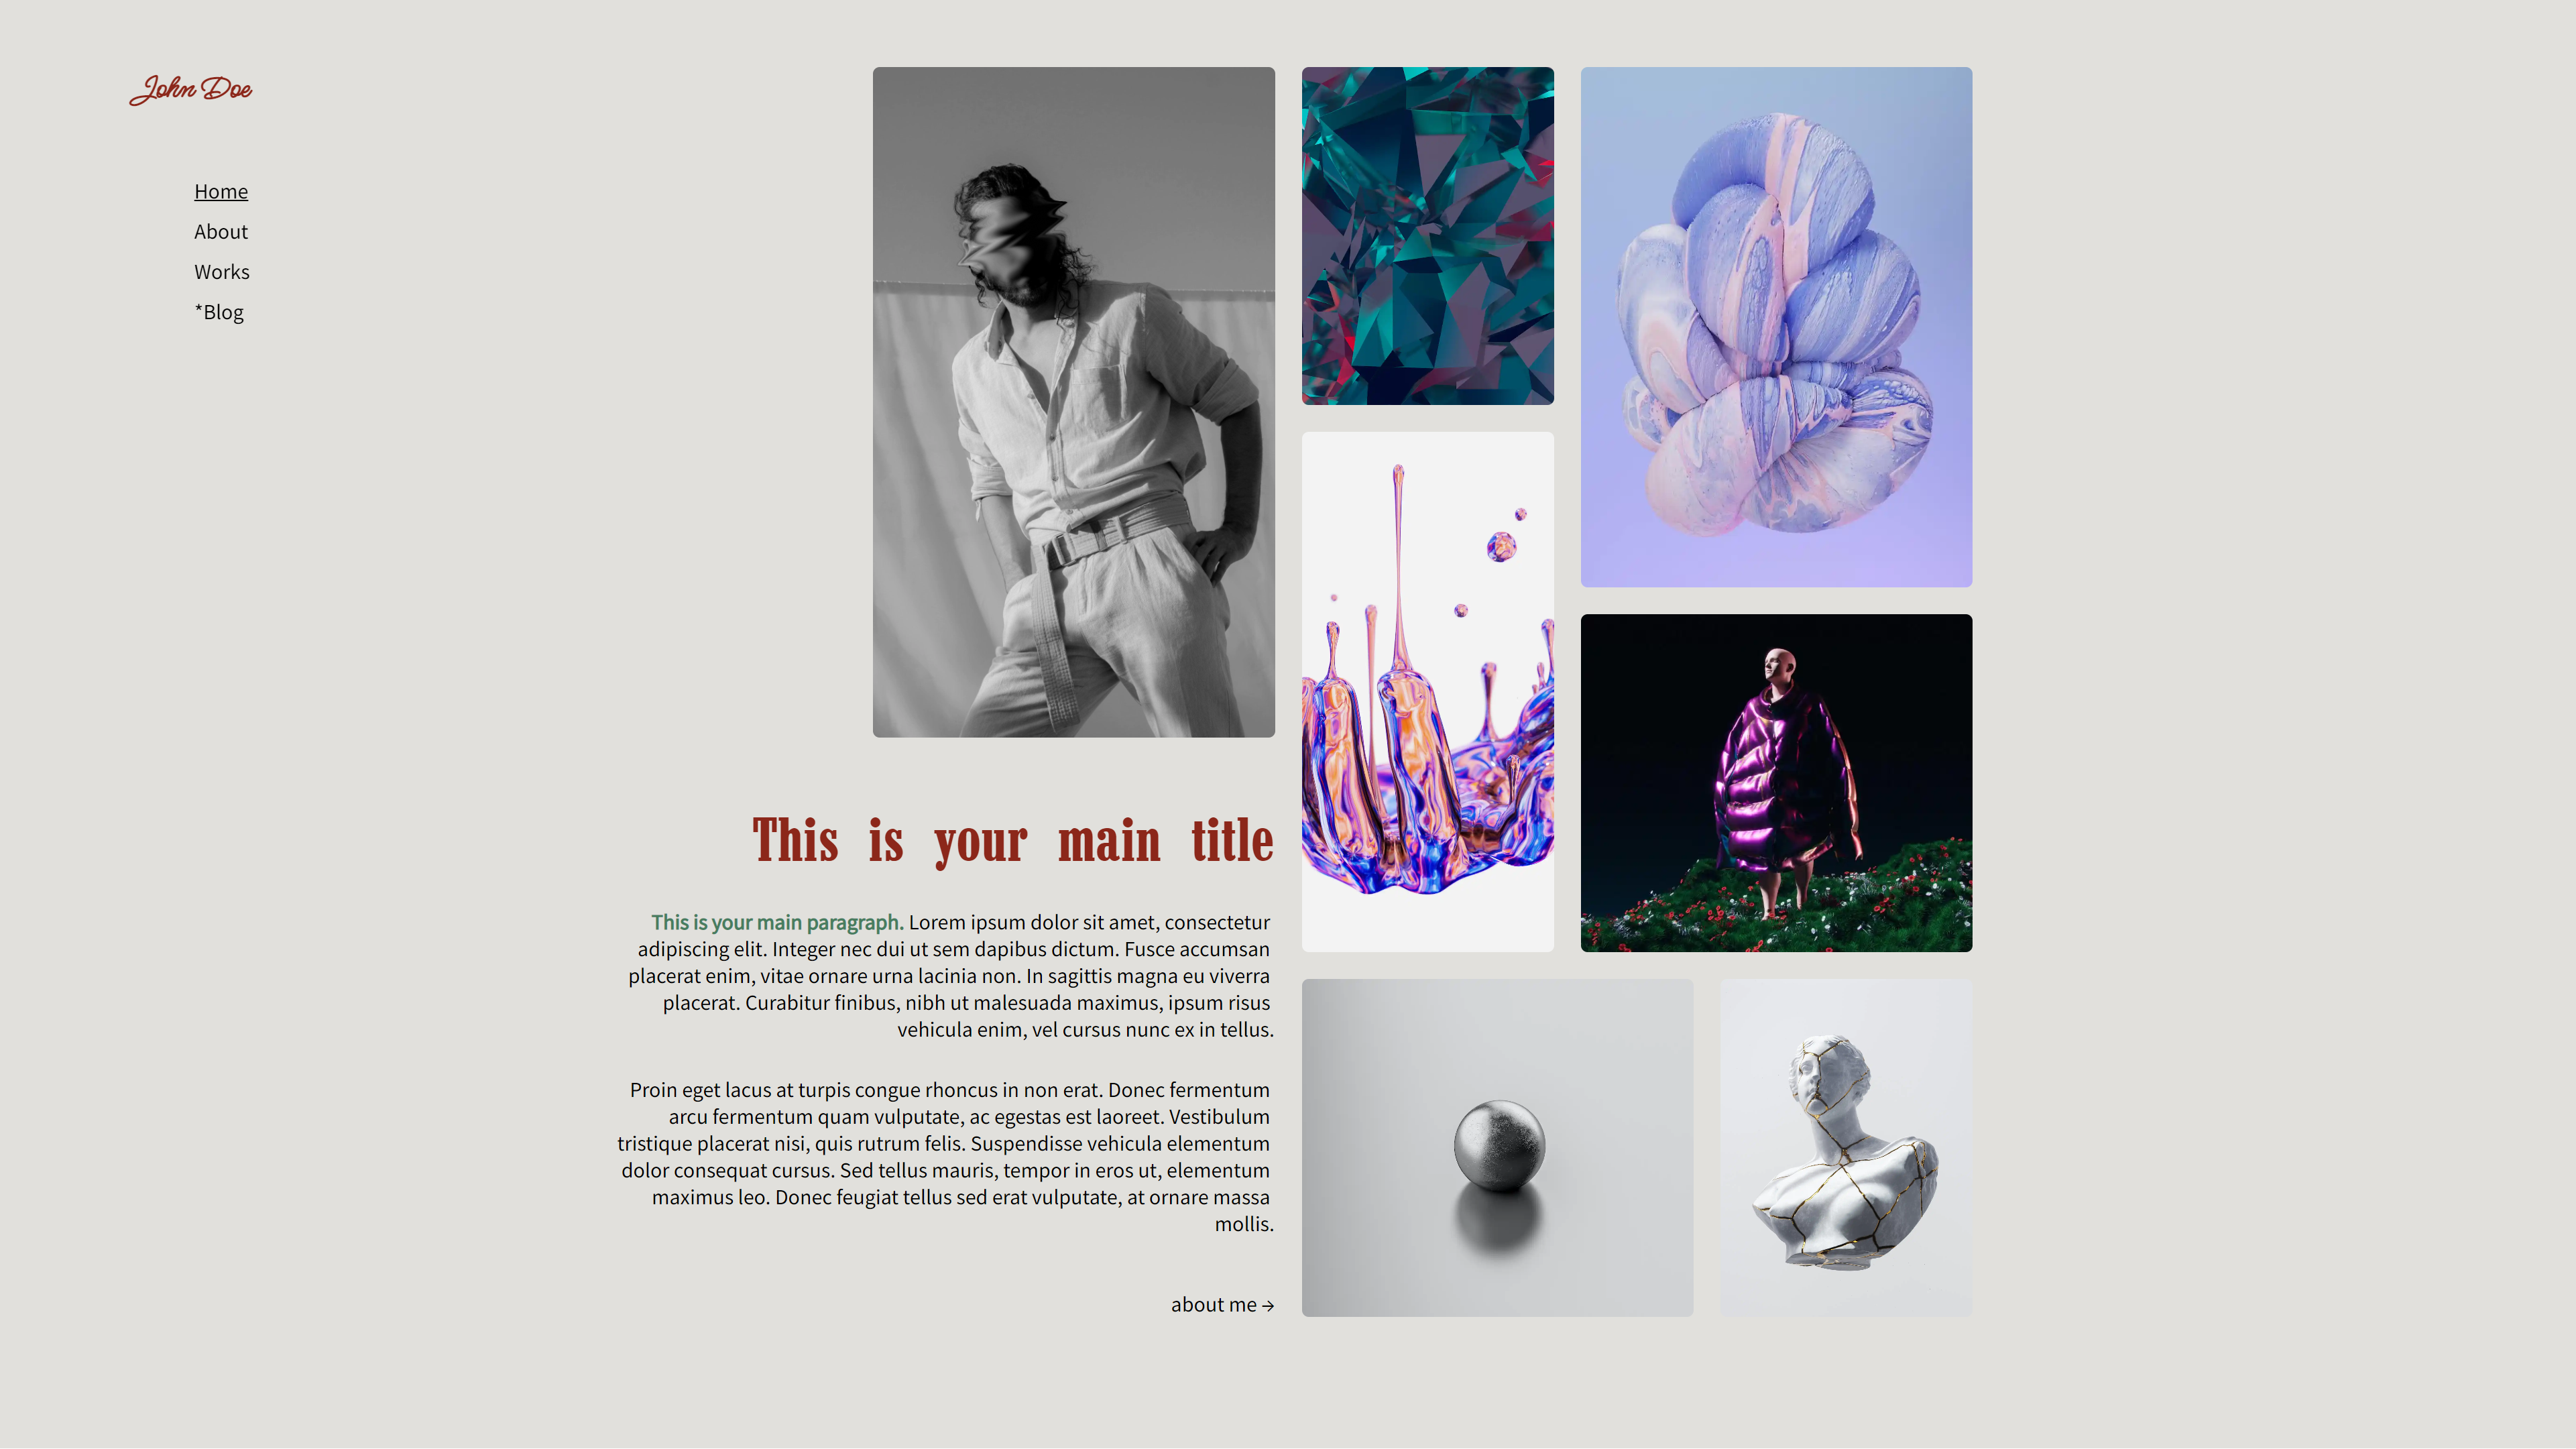 John Doe
Home
About
Works
*Blog
This is your main title
This is your main paragraph. Lorem ipsum dolor sit amet, consectetur
adipiscing elit. Integer nec dui ut sem dapibus dictum. Fusce accumsan
placerat enim, vitae ornare urna lacinia non. In sagittis magna eu viverra
placerat. Curabitur finibus, nibh ut malesuada maximus, ipsum risus
vehicula enim, vel cursus nunc ex in tellus.
Proin eget lacus at turpis congue rhoncus in non erat. Donec fermentum
arcu fermentum quam vulputate, ac egestas est laoreet. Vestibulum
tristique placerat nisi, quis rutrum felis. Suspendisse vehicula elementum
dolor consequat cursus. Sed tellus mauris, tempor in eros ut, elementum
maximus leo. Donec feugiat tellus sed erat vulputate, at ornare massa
mollis.
about me →